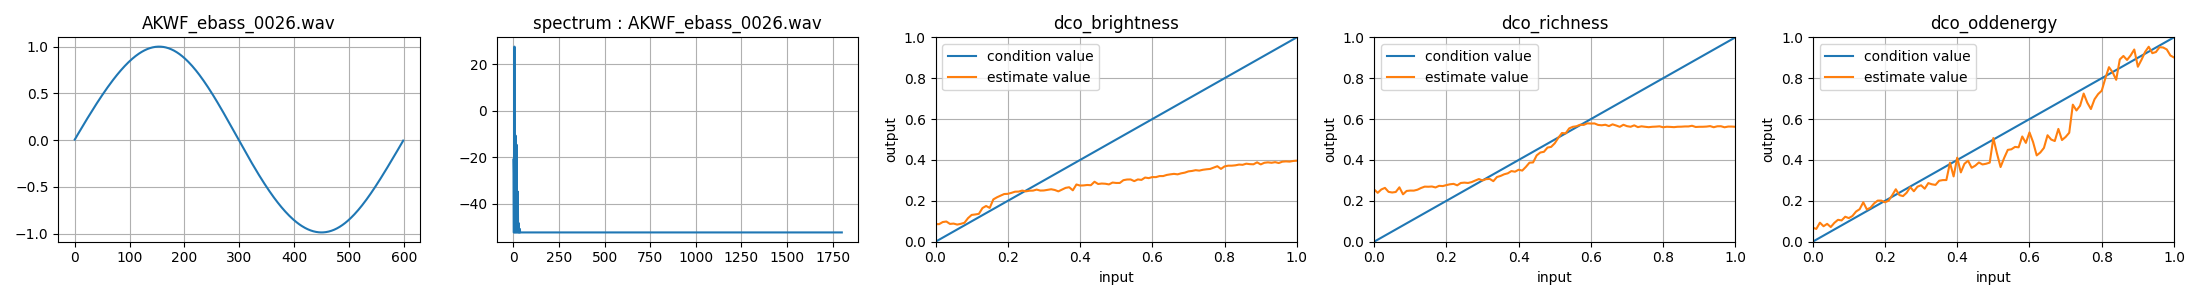 AKWF_ebass_0026.wav
1.0
0.5
0.0
−0.5
−1.0
0 100 200 300 400 500 600
spectrum : AKWF_ebass_0026.wav
20
0
−20
−40
0 250 500 750 1000 1250 1500 1750
dco_brightness
condition value
estimate value
output
1.0
0.8
0.6
0.4
0.2
0.0
0.0 0.2 0.4 0.6 0.8 1.0
input
dco_richness
condition value
estimate value
output
1.0
0.8
0.6
0.4
0.2
0.0
0.0 0.2 0.4 0.6 0.8 1.0
input
dco_oddenergy
condition value
estimate value
output
1.0
0.8
0.6
0.4
0.2
0.0
0.0 0.2 0.4 0.6 0.8 1.0
input